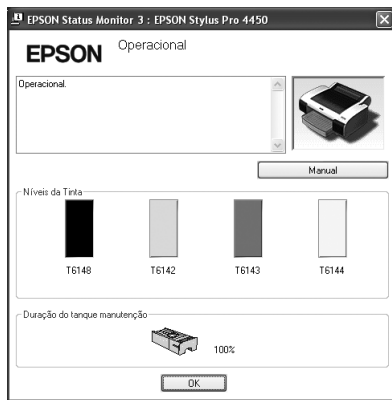 EPSON Status Monitor 3 : EPSON Stylus Pro 4450
EPSON
Operacional
Operacional.
Manual
Níveis da Tinta
T6148
T6142
T6143
T6144
Duração do tanque manutenção
100%
OK